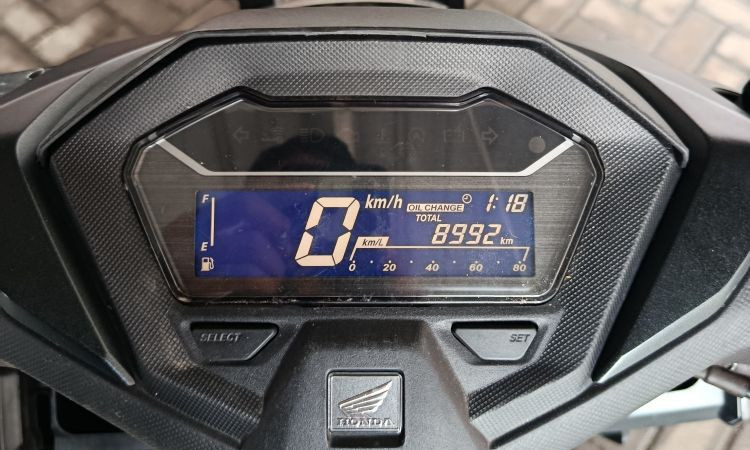 F
E
0 km/h
OIL CHANGE 1:18
TOTAL
8992 km
km/L
0 20 40 60 80
SELECT
SET
HONDA